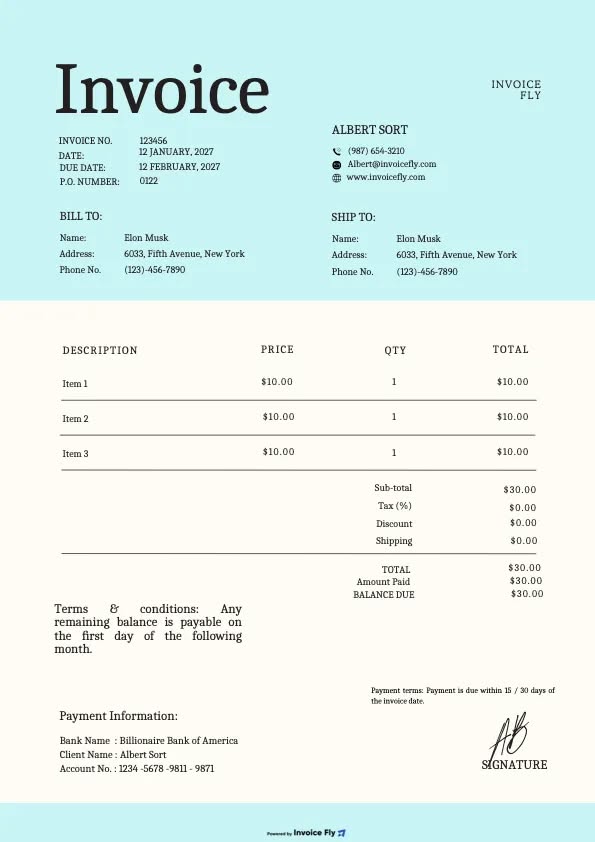 Invoice
INVOICE
FLY
ALBERT SORT
INVOICE NO. 123456
DATE: 12 JANUARY, 2027
DUE DATE: 12 FEBRUARY, 2027
P.O. NUMBER: 0122
(987) 654-3210
Albert@invoicefly.com
www.invoicefly.com
BILL TO:
Name: Elon Musk
Address: 6033, Fifth Avenue, New York
Phone No. (123)-456-7890
SHIP TO:
Name: Elon Musk
Address: 6033, Fifth Avenue, New York
Phone No. (123)-456-7890
DESCRIPTION PRICE QTY TOTAL
Item 1 $10.00 1 $10.00
Item 2 $10.00 1 $10.00
Item 3 $10.00 1 $10.00
Sub-total $30.00
Tax (%) $0.00
Discount $0.00
Shipping $0.00
TOTAL $30.00
Amount Paid $30.00
BALANCE DUE $30.00
Terms & conditions: Any
remaining balance is payable on
the first day of the following
month.
Payment terms: Payment is due within 15 / 30 days of
the invoice date.
Payment Information:
Bank Name : Billionaire Bank of America
Client Name : Albert Sort
Account No. : 1234 -5678 -9811 - 9871
SIGNATURE
Powered by Invoice Fly